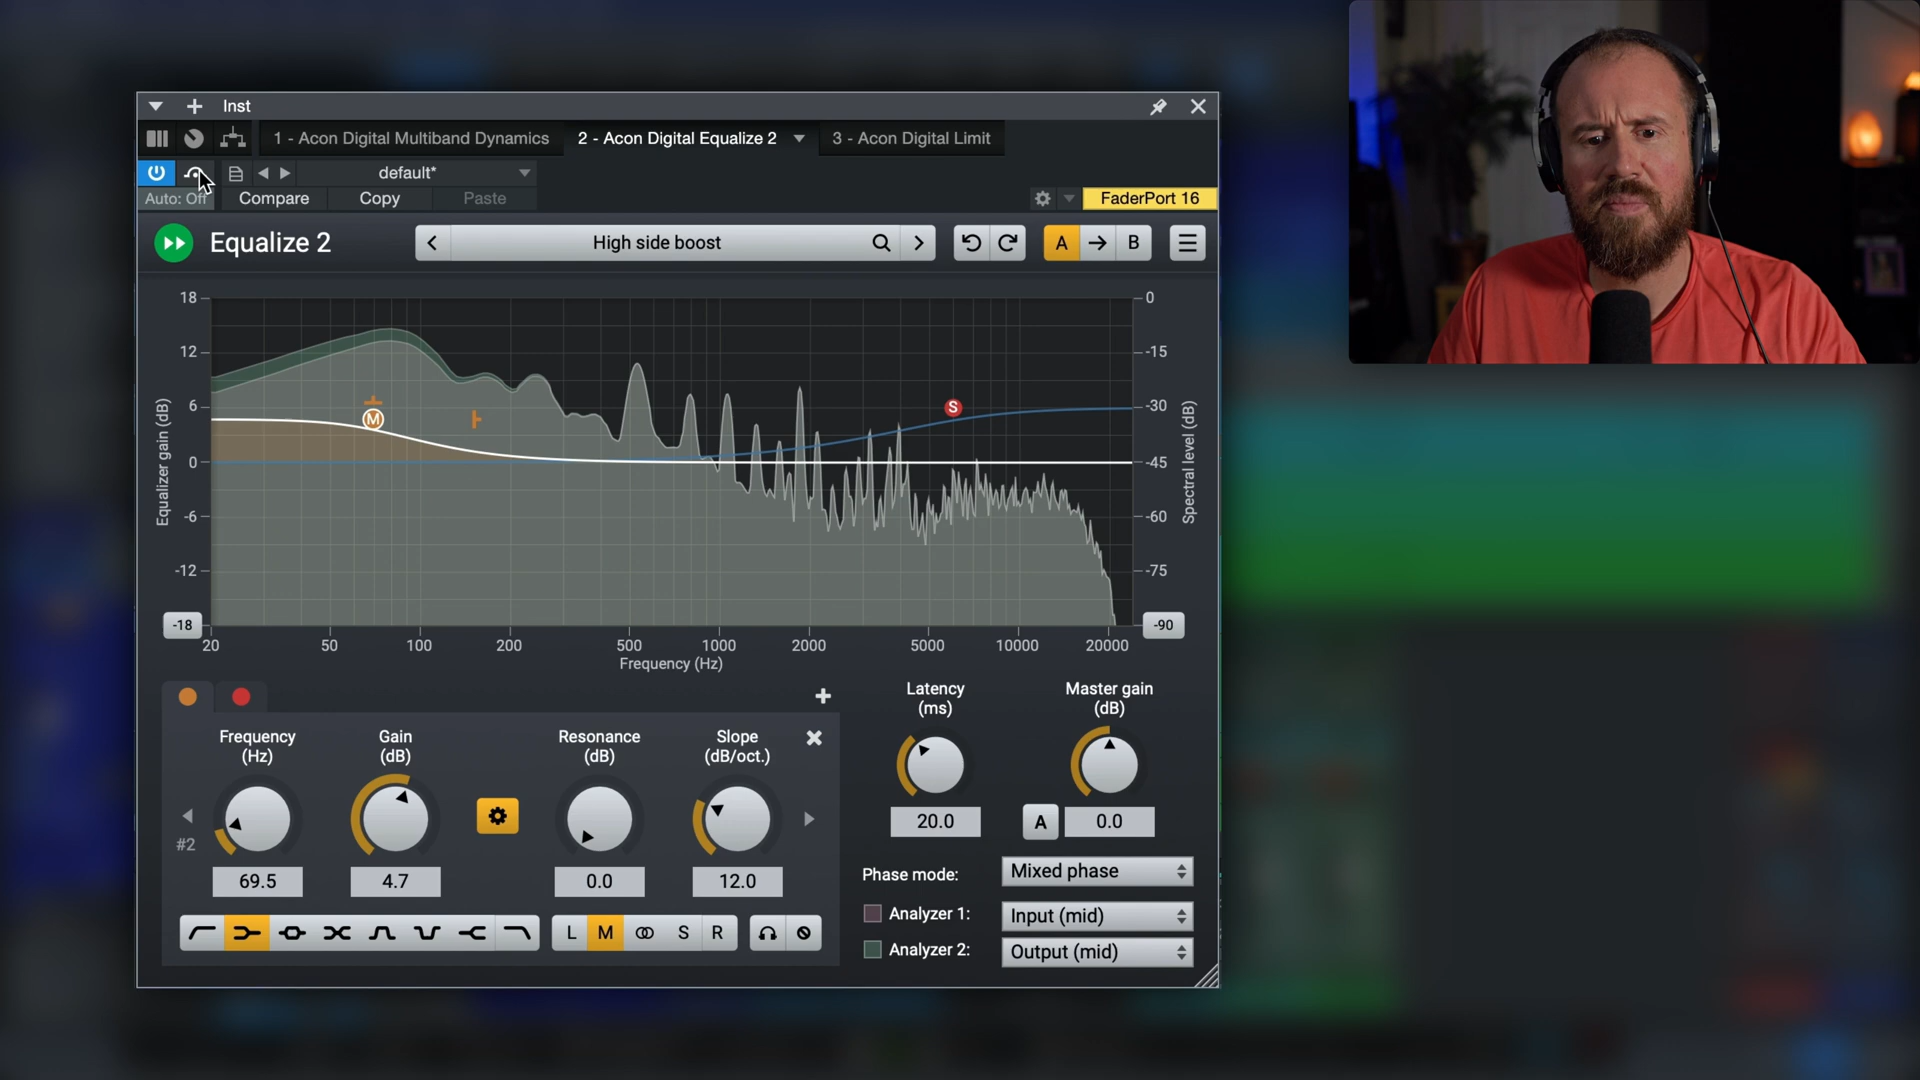 Inst
1 - Acon Digital Multiband Dynamics
2 - Acon Digital Equalize 2
3 - Acon Digital Limit
default*
Auto: Off
Compare
Copy
Paste
FaderPort 16
Equalize 2
High side boost
A
B
18
12
6
0
-6
-12
-18
Equalizer gain (dB)
M
S
0
-15
-30
-45
-60
-75
-90
Spectral level (dB)
20
50
100
200
500
1000
2000
5000
10000
20000
Frequency (Hz)
Frequency
(Hz)
Gain
(dB)
Resonance
(dB)
Slope
(dB/oct.)
#2
69.5
4.7
0.0
12.0
L
M
S
R
Latency
(ms)
20.0
Master gain
(dB)
A
0.0
Phase mode:
Mixed phase
Analyzer 1:
Input (mid)
Analyzer 2:
Output (mid)